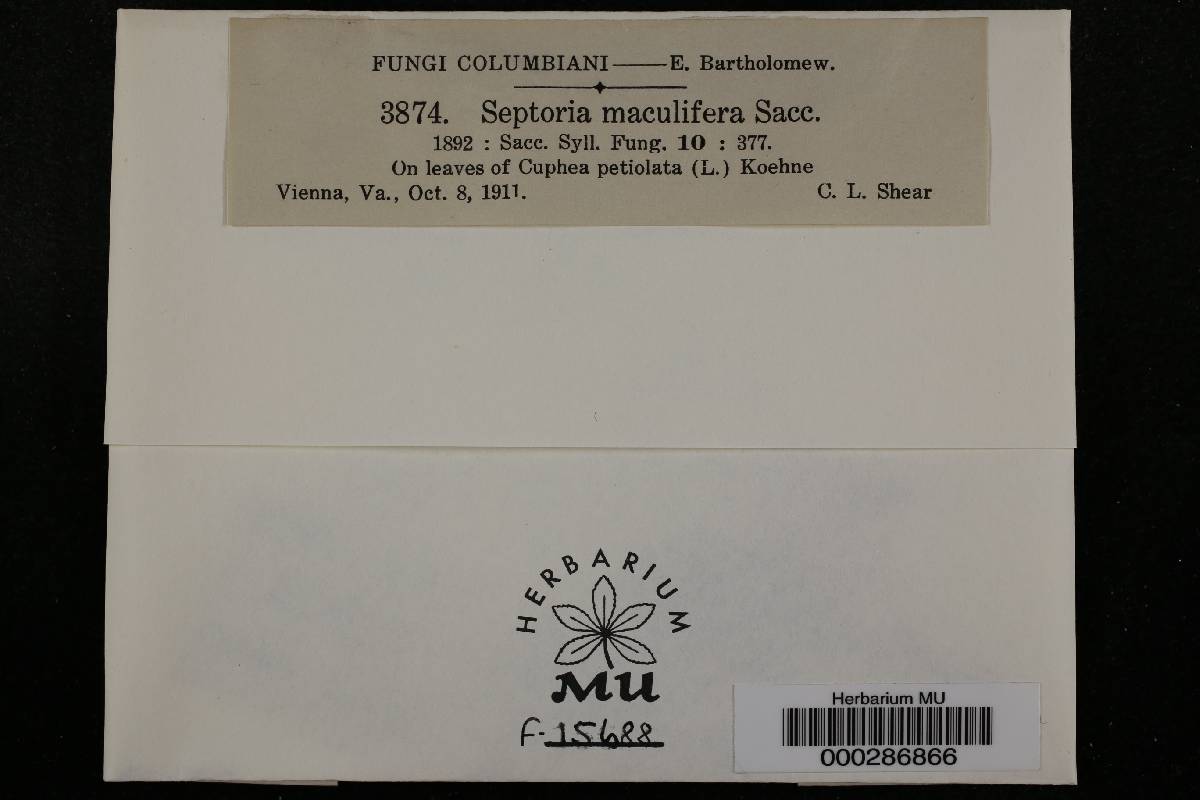 FUNGI COLUMBIANI——E. Bartholomew.
3874. Septoria maculifera Sacc.
1892 : Sacc. Syll. Fung. 10 : 377.
On leaves of Cuphea petiolata (L.) Koehne
Vienna, Va., Oct. 8, 1911. C. L. Shear
HERBARIUM
MU
F-15688
Herbarium MU
000286866